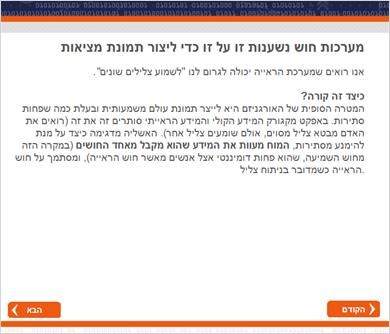 מערכות חוש נשענות זו על זו כדי ליצור תמונת מציאות
אנו רואים שמערכת הראייה יכולה לגרום לנו "לשמוע צלילים שונים".
כיצד זה קורה?
המטרה הסופית של האורגניזם היא לייצר תמונת עולם משמעותית ובעלת כמה שפחות
סתירות. באפקט מקגורק המידע הקולי והמידע הראייתי סותרים זה את זה (רואים את
האדם מבטא צליל מסוים, אולם שומעים צליל אחר). האשליה מדגימה כיצד על מנת
להימנע מסתירות, המוח מעוות את המידע שהוא מקבל מאחד החושים (במקרה הזה
מחוש השמיעה, שהוא פחות דומיננטי אצל אנשים מאשר חוש הראייה), ומסתמך על חוש
.הראייה כשמדובר בניתוח צליל
הקודם
הבא